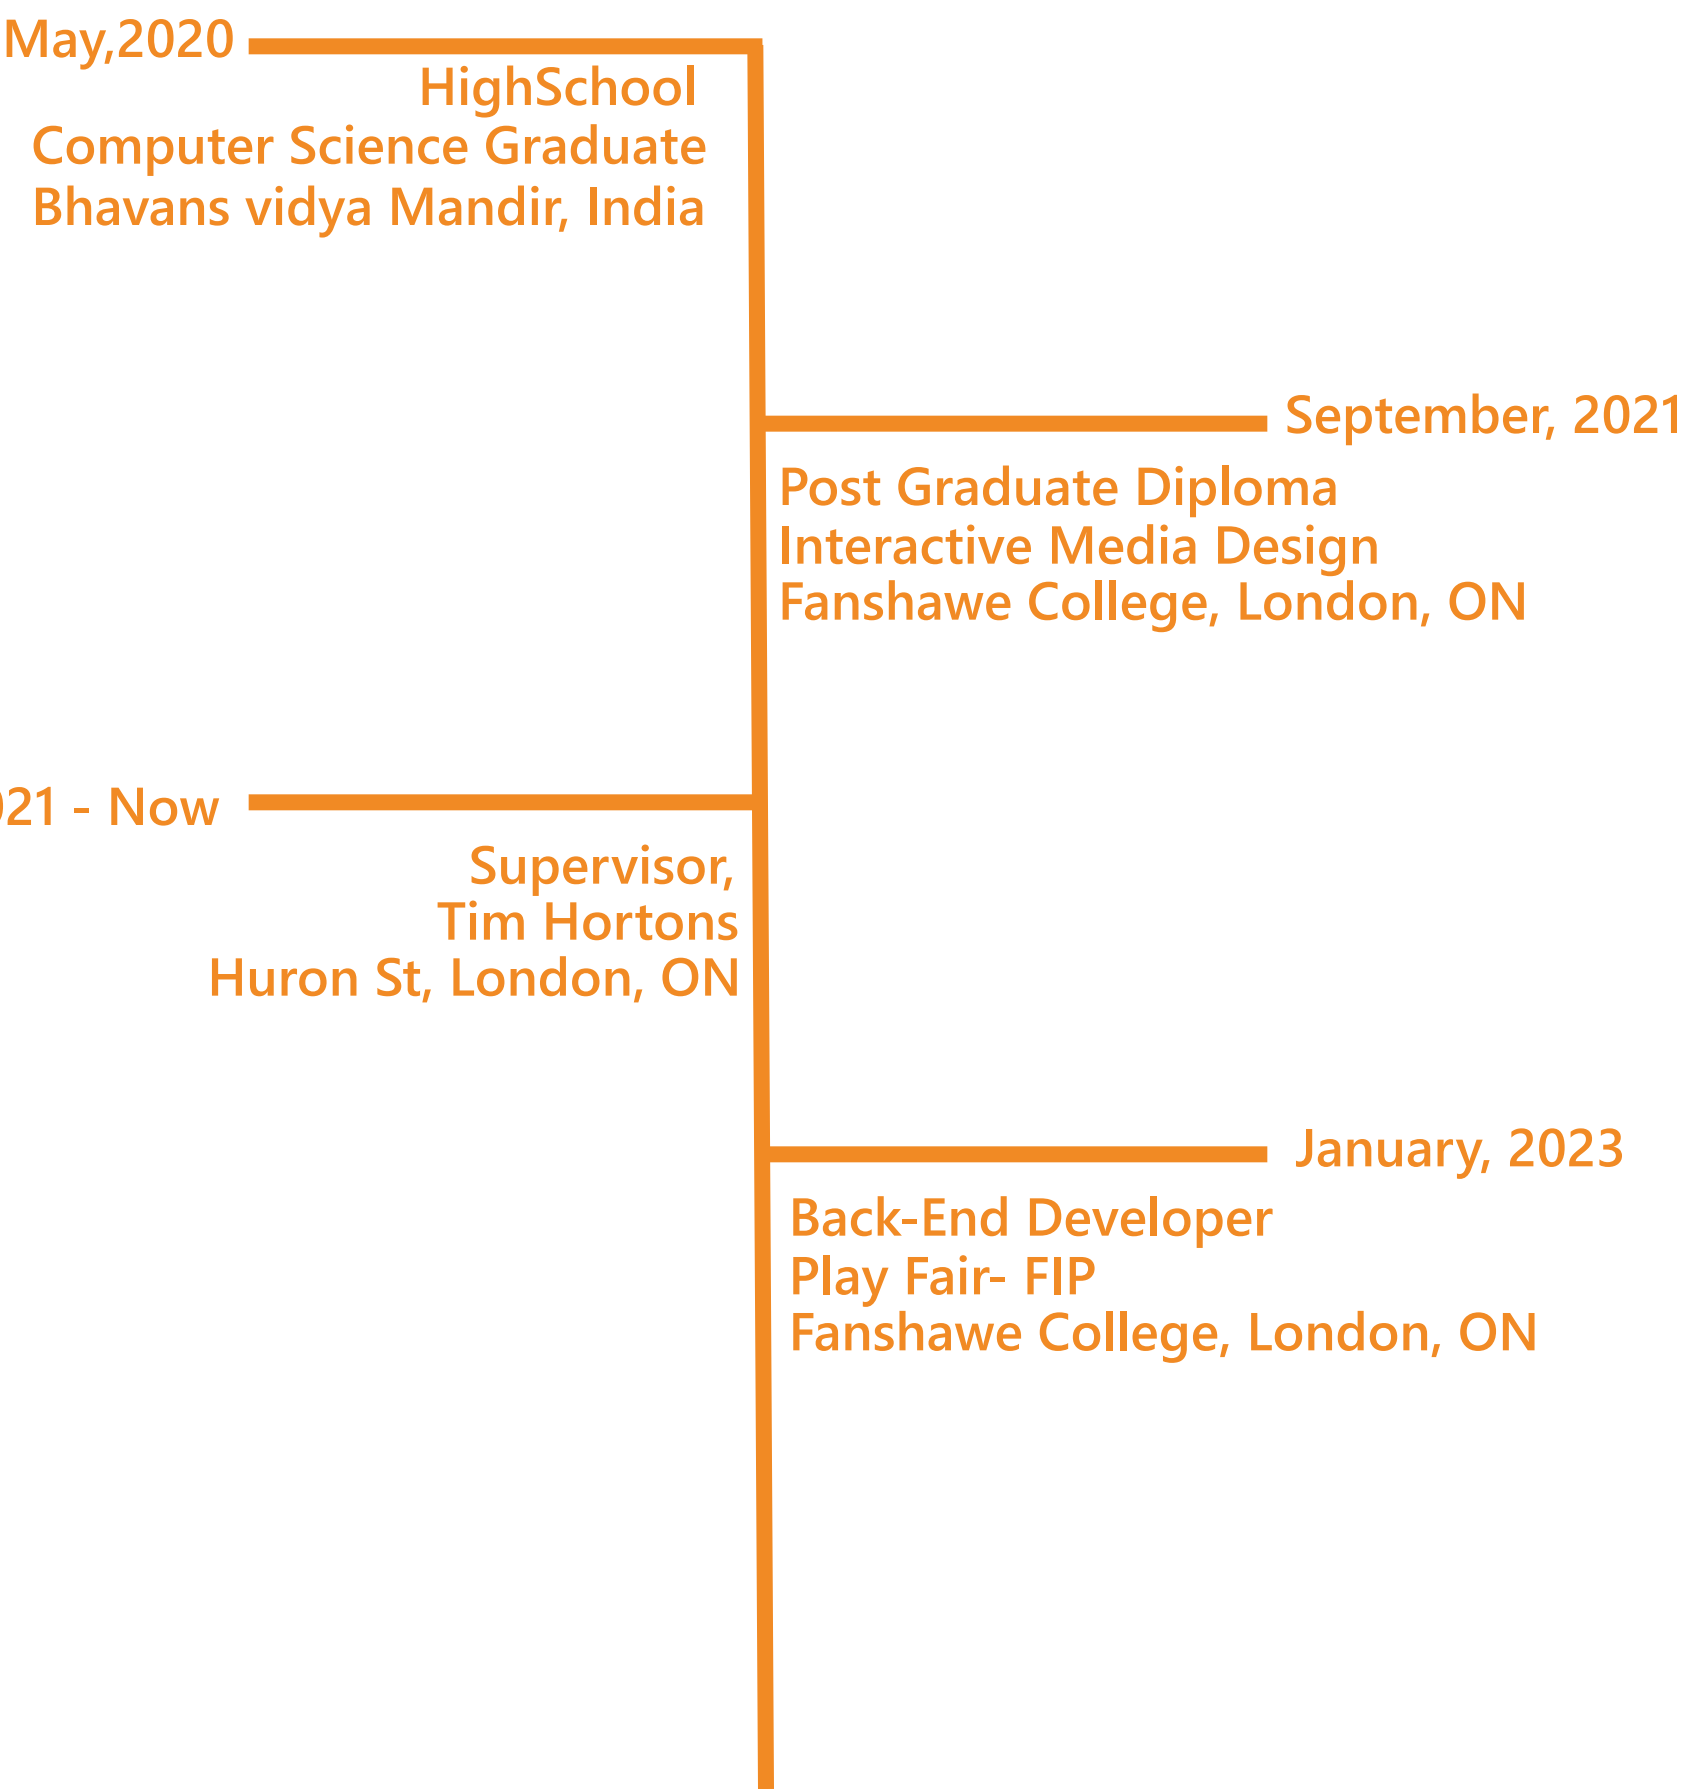 May,2020
HighSchool
Computer Science Graduate
Bhavans vidya Mandir, India
September, 2021
Post Graduate Diploma
Interactive Media Design
Fanshawe College, London, ON
21 - Now
Supervisor,
Tim Hortons
Huron St, London, ON
January, 2023
Back-End Developer
Play Fair- FIP
Fanshawe College, London, ON